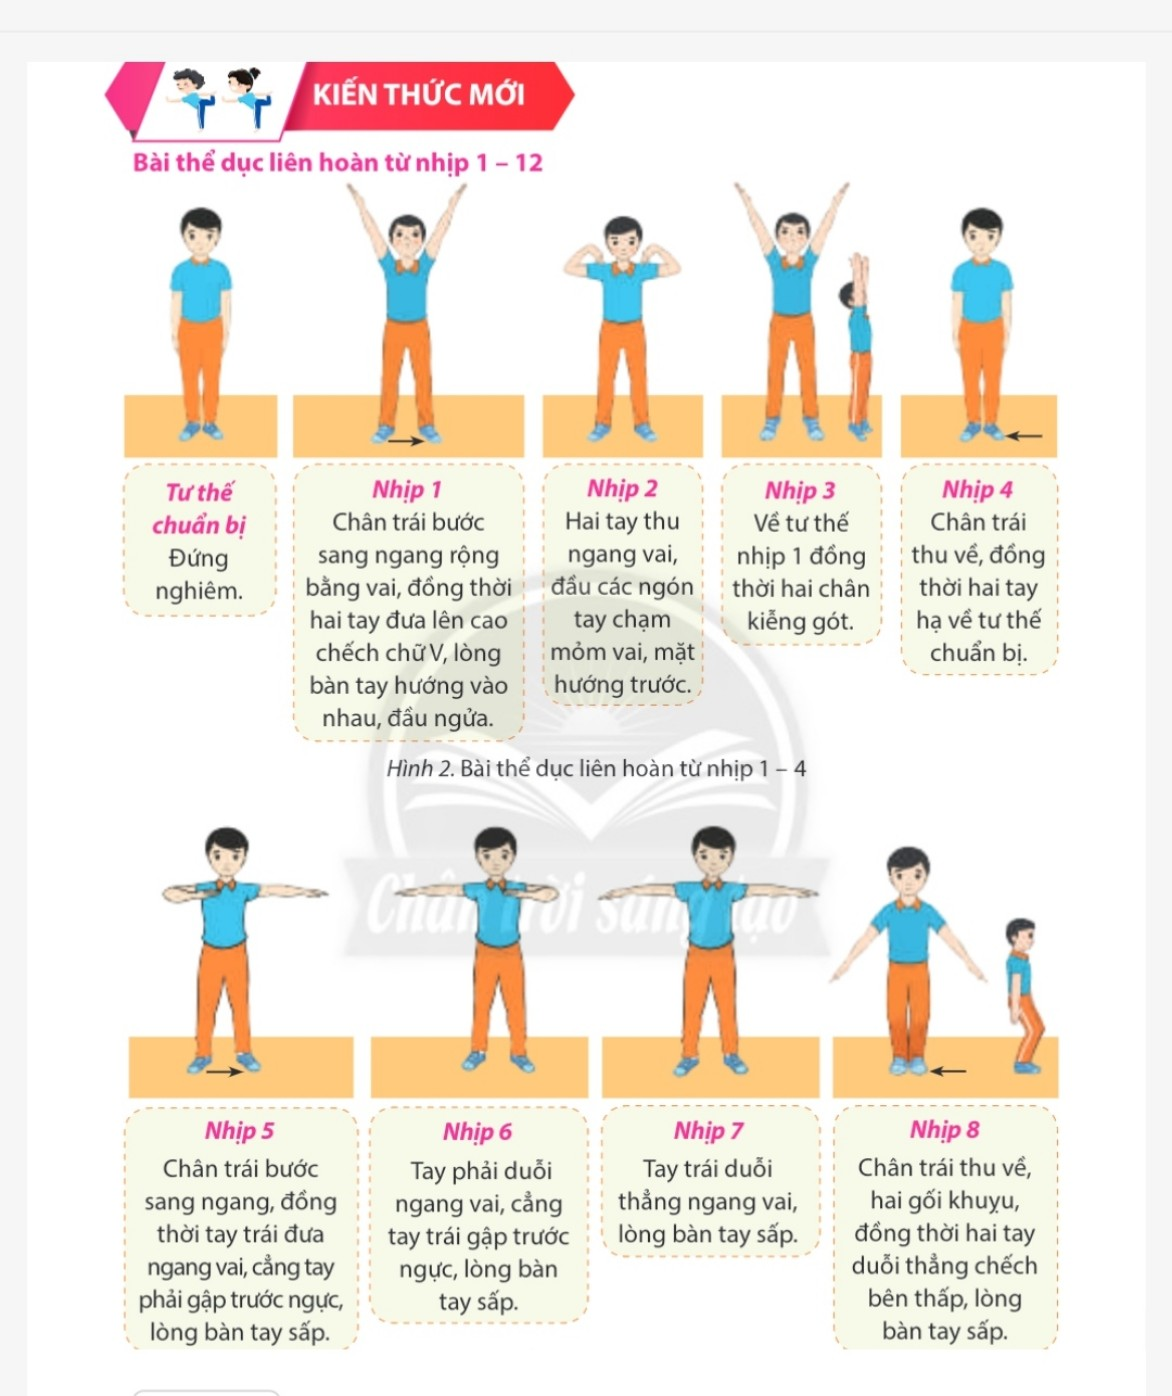 KIẾN THỨC MỚI
Bài thể dục liên hoàn từ nhịp 1 – 12
Tư thế
chuẩn bị
Đứng
nghiêm.
Nhịp 1
Chân trái bước
sang ngang rộng
bằng vai, đồng thời
hai tay đưa lên cao
chếch chữ V, lòng
bàn tay hướng vào
nhau, đầu ngửa.
Nhịp 2
Hai tay thu
ngang vai,
đầu các ngón
tay chạm
mỏm vai, mặt
hướng trước.
Nhịp 3
Về tư thế
nhịp 1 đồng
thời hai chân
kiễng gót.
Nhịp 4
Chân trái
thu về, đồng
thời hai tay
hạ về tư thế
chuẩn bị.
Hình 2. Bài thể dục liên hoàn từ nhịp 1 – 4
Chân trời sáng tạo
Nhịp 5
Chân trái bước
sang ngang, đồng
thời tay trái đưa
ngang vai, cẳng tay
phải gập trước ngực,
lòng bàn tay sấp.
Nhịp 6
Tay phải duỗi
ngang vai, cẳng
tay trái gập trước
ngực, lòng bàn
tay sấp.
Nhịp 7
Tay trái duỗi
thẳng ngang vai,
lòng bàn tay sấp.
Nhịp 8
Chân trái thu về,
hai gối khuỵu,
đồng thời hai tay
duỗi thẳng chếch
bên thấp, lòng
bàn tay sấp.